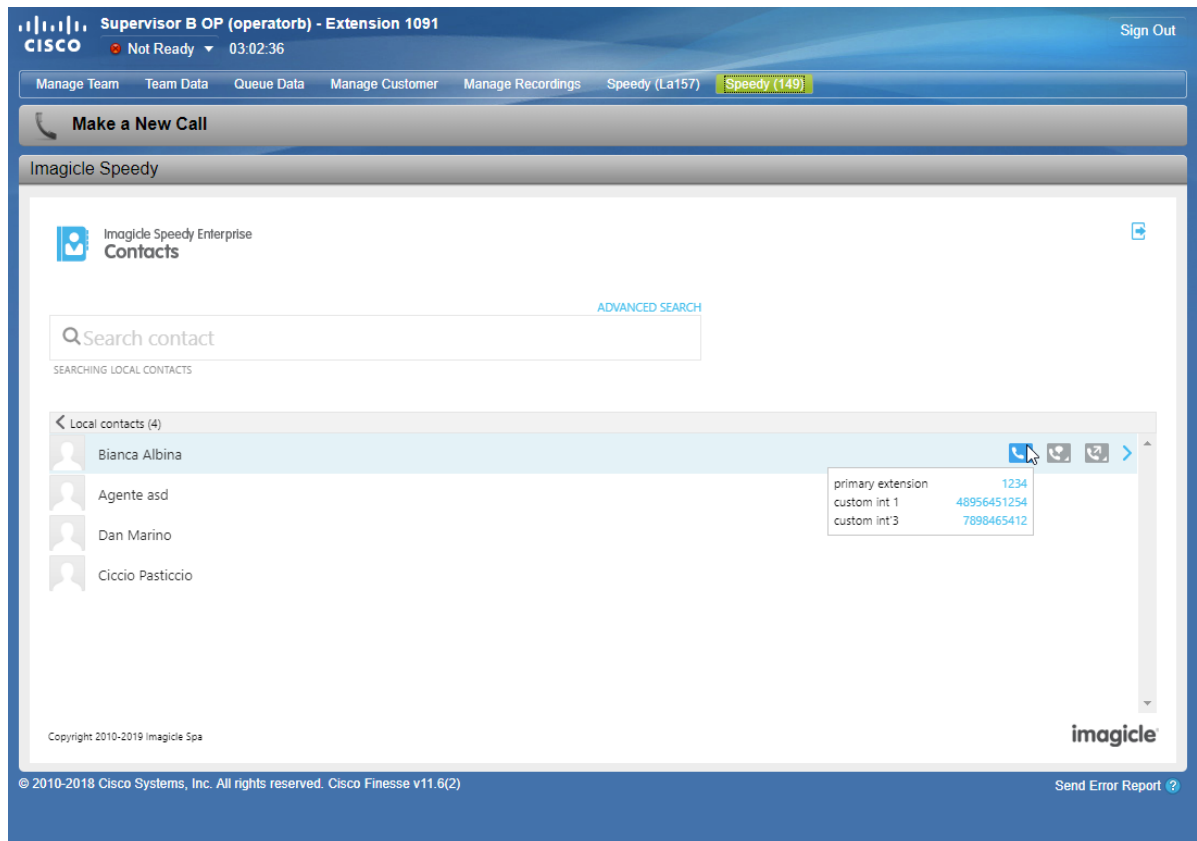 Supervisor B OP (operatorb) - Extension 1091
Sign Out
CISCO
Not Ready 03:02:36
Manage Team Team Data Queue Data Manage Customer Manage Recordings Speedy (La157) Speedy (149)
Make a New Call
Imagicle Speedy
Imagicle Speedy Enterprise
Contacts
ADVANCED SEARCH
Search contact
SEARCHING LOCAL CONTACTS
Local contacts (4)
Bianca Albina
primary extension 1234
custom int 1 48956451254
custom int'3 7898465412
Agente asd
Dan Marino
Ciccio Pasticcio
Copyright 2010-2019 Imagicle Spa
imagicle
© 2010-2018 Cisco Systems, Inc. All rights reserved. Cisco Finesse v11.6(2)
Send Error Report ?